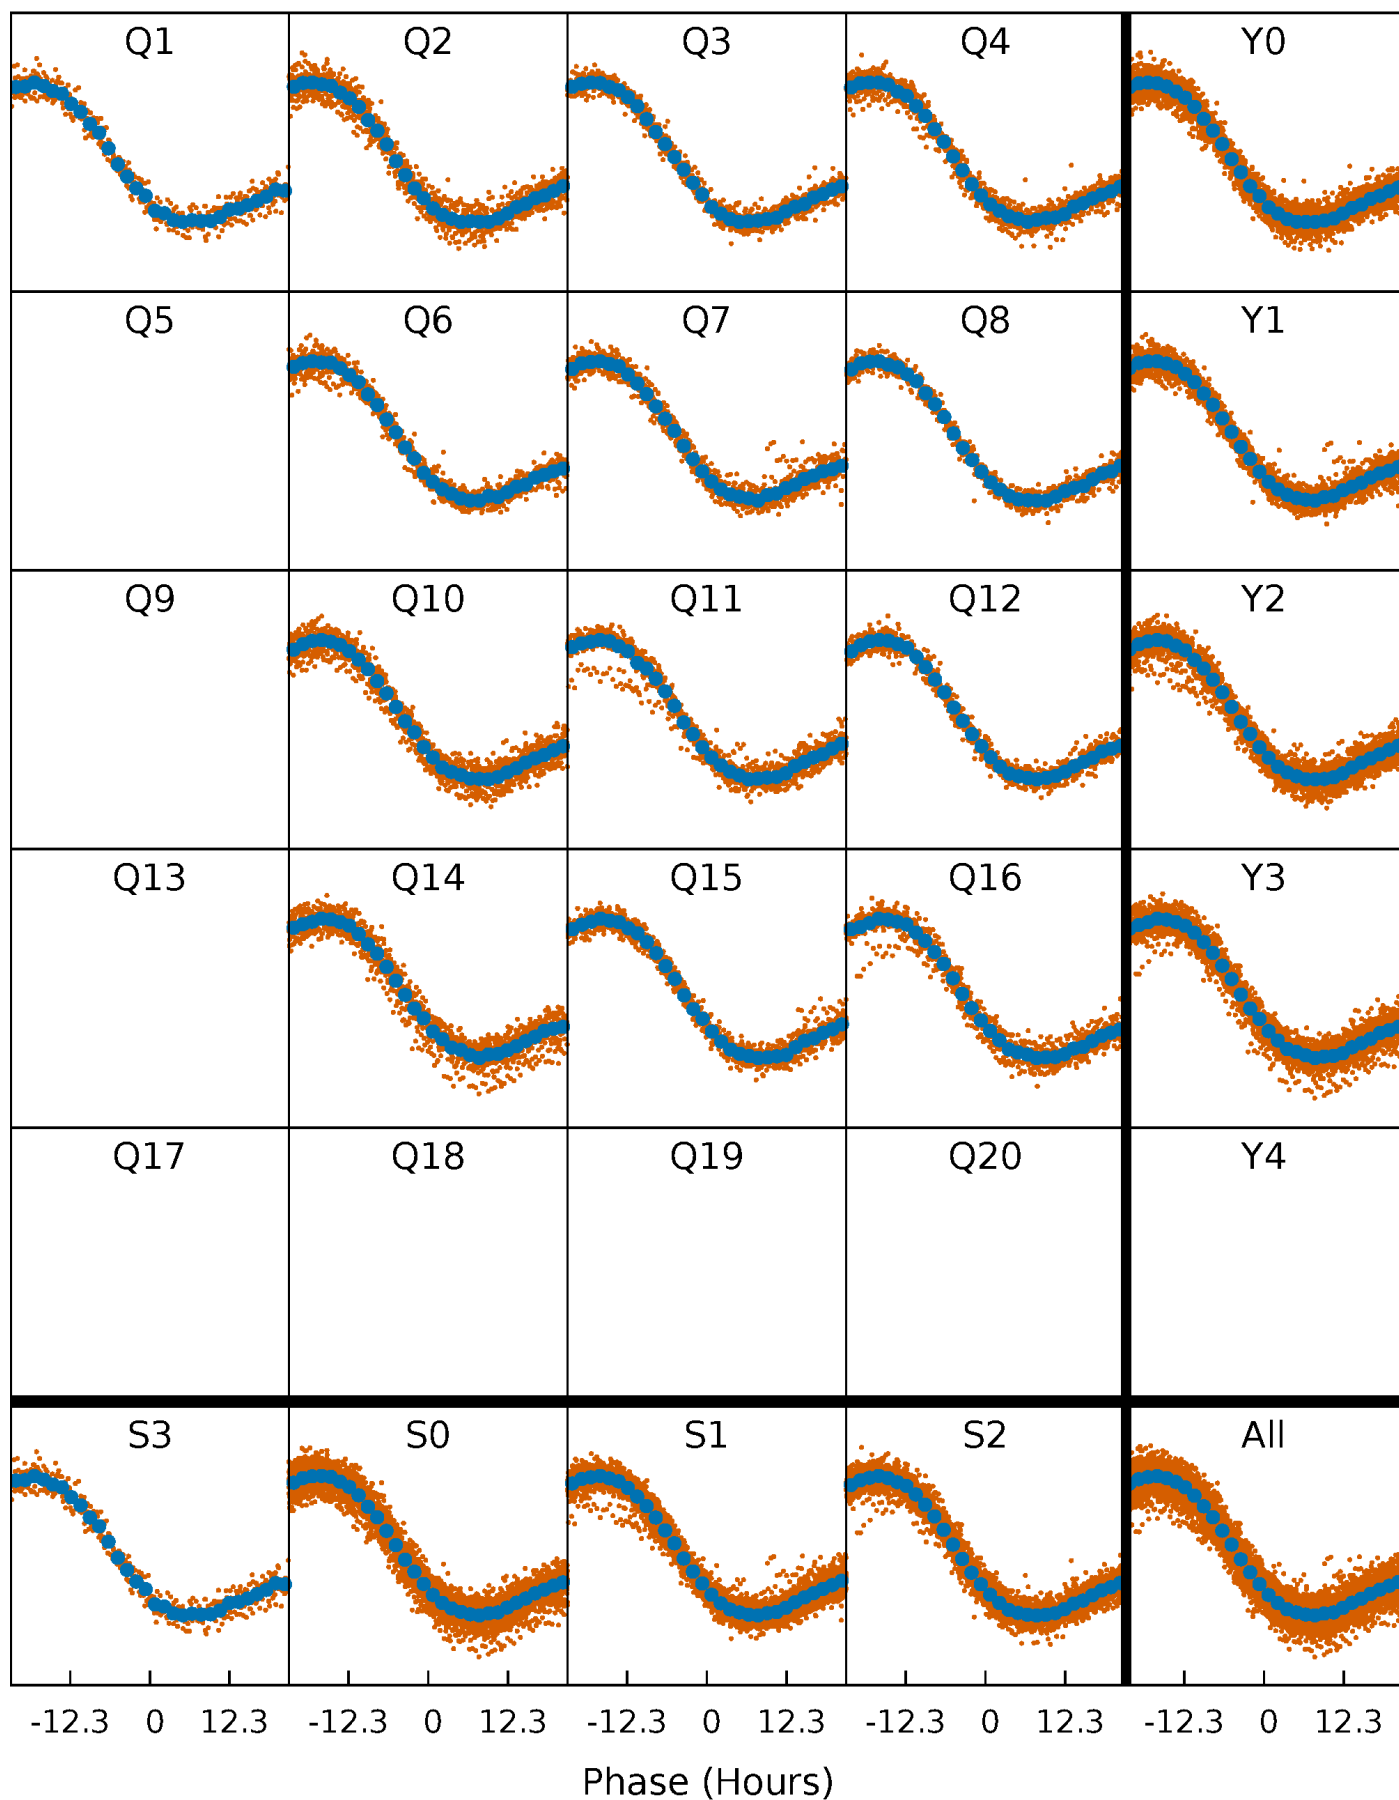 Q1 Q2 Q3 Q4 Y0
Q5 Q6 Q7 Q8 Y1
Q9 Q10 Q11 Q12 Y2
Q13 Q14 Q15 Q16 Y3
Q17 Q18 Q19 Q20 Y4
S3 S0 S1 S2 All
-12.3 0 12.3 -12.3 0 12.3 -12.3 0 12.3 -12.3 0 12.3 -12.3 0 12.3
Phase (Hours)